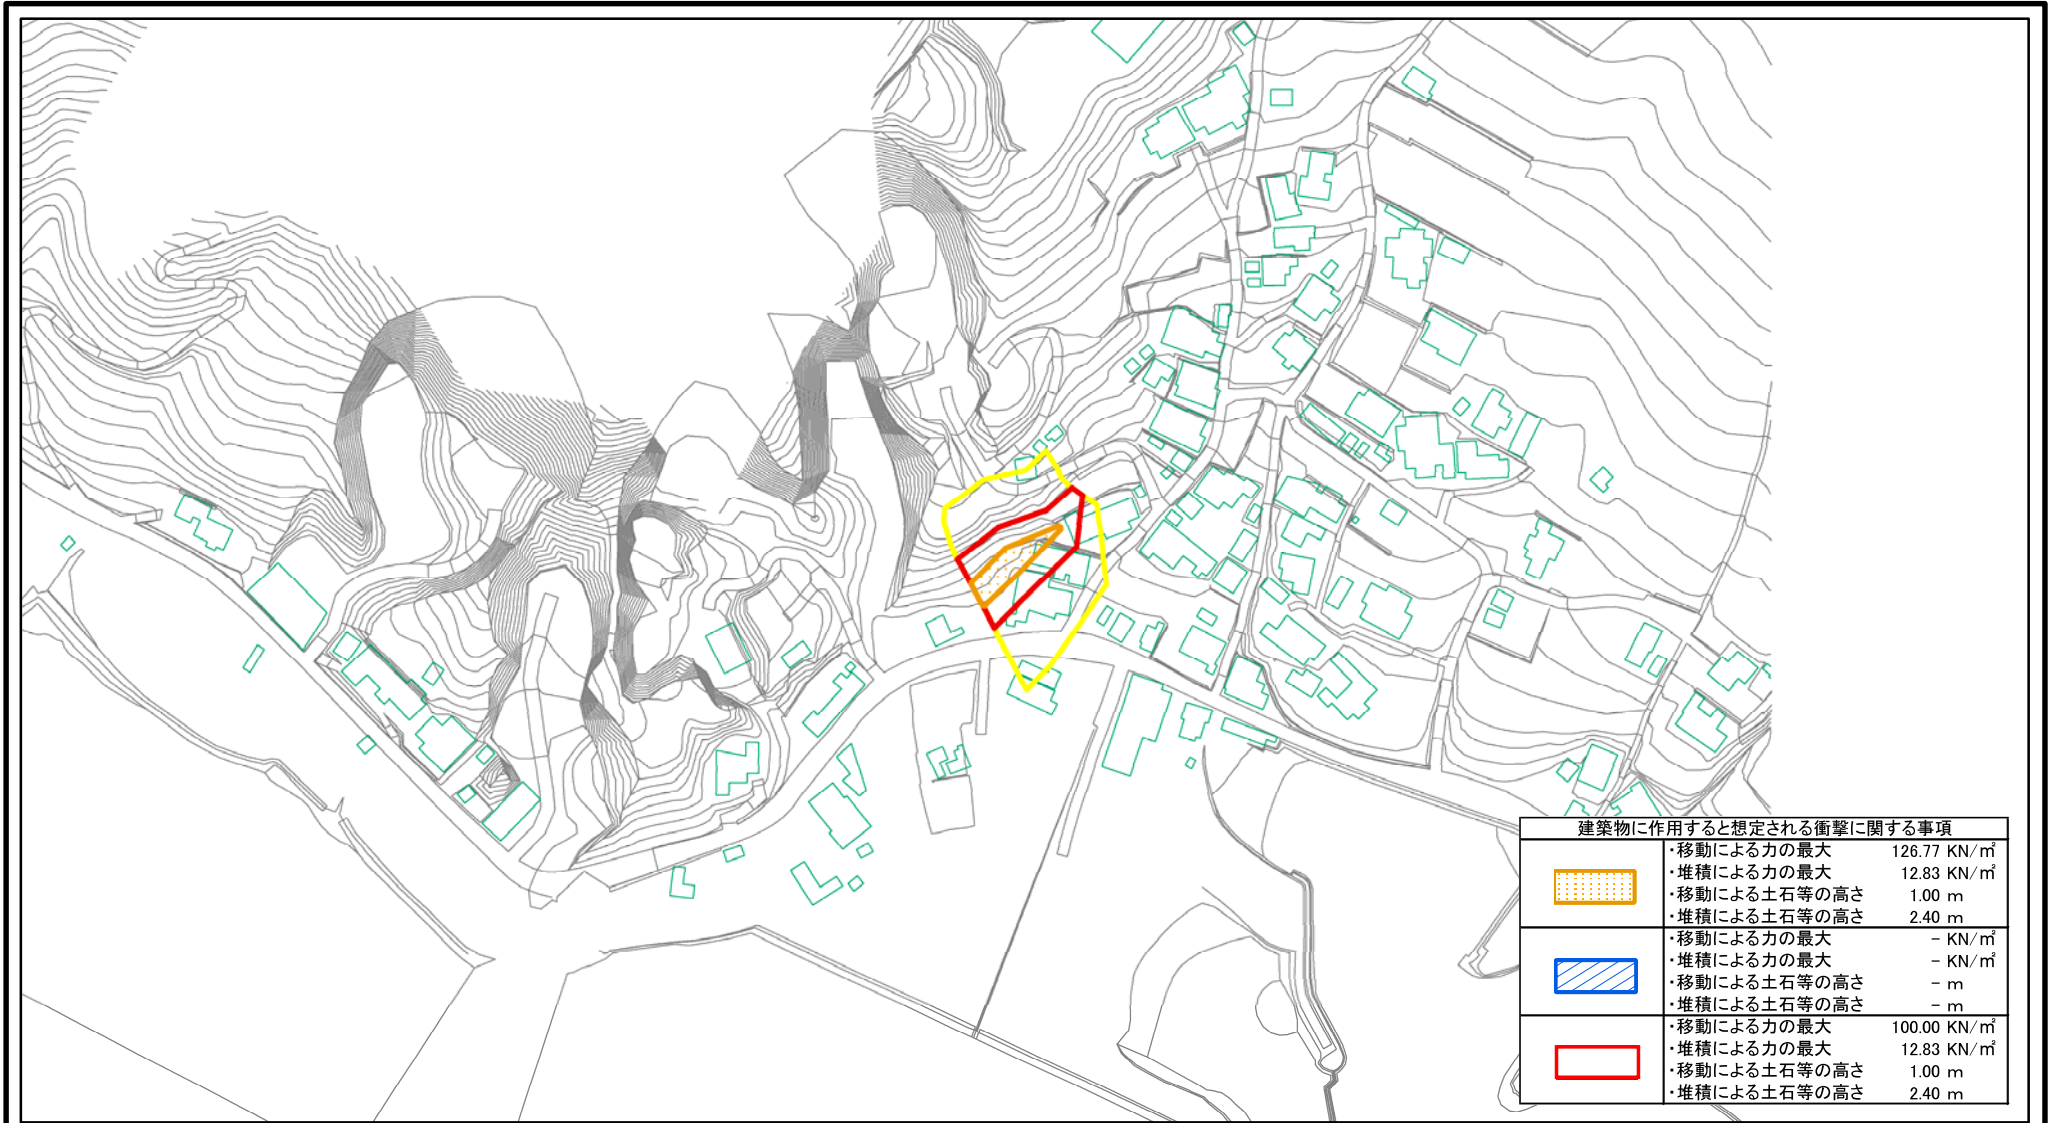 建築物に作用すると想定される衝撃に関する事項
・移動による力の最大 126.77 KN/㎡
・堆積による力の最大 12.83 KN/㎡
・移動による土石等の高さ 1.00 m
・堆積による土石等の高さ 2.40 m
・移動による力の最大 − KN/㎡
・堆積による力の最大 − KN/㎡
・移動による土石等の高さ − m
・堆積による土石等の高さ − m
・移動による力の最大 100.00 KN/㎡
・堆積による力の最大 12.83 KN/㎡
・移動による土石等の高さ 1.00 m
・堆積による土石等の高さ 2.40 m